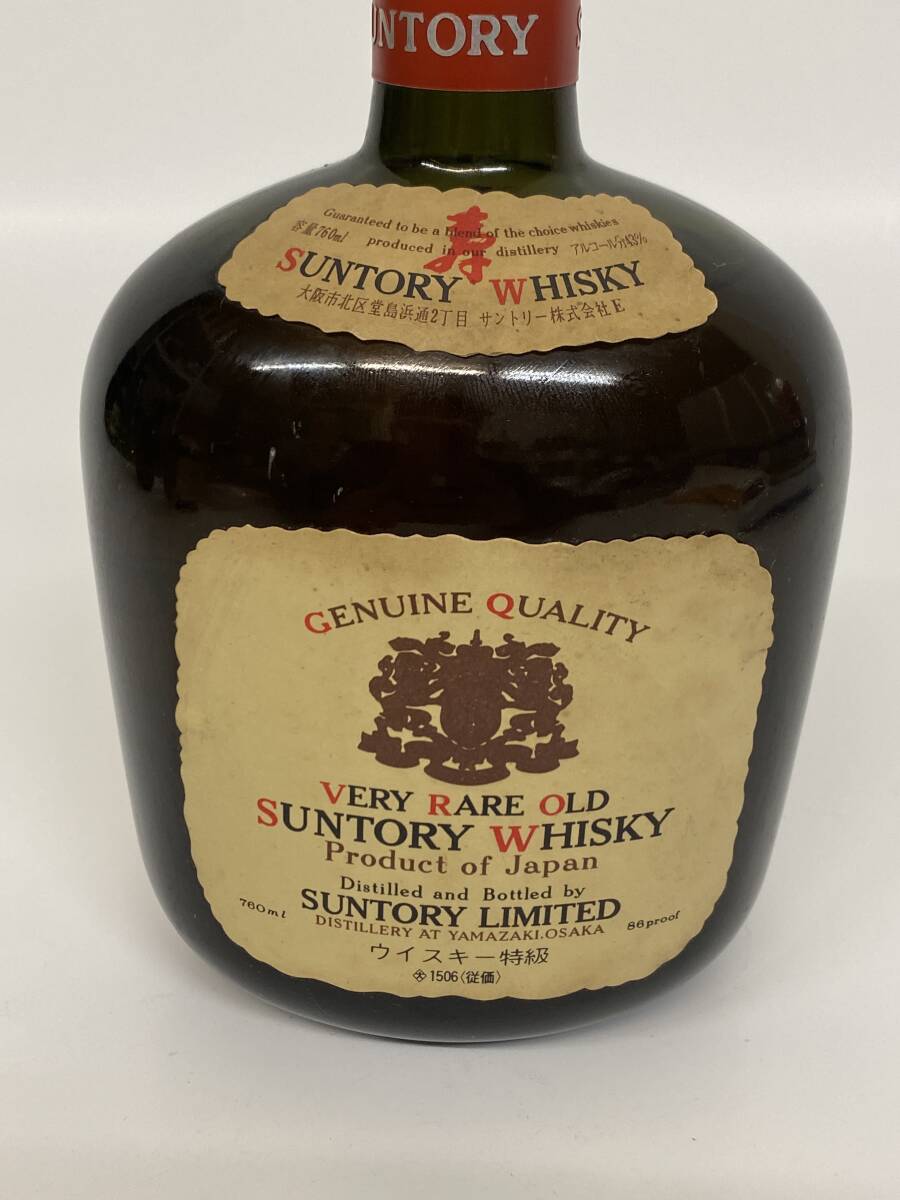 UNTORY S
Guaranteed to be a blend of the choice whiskies
容量760ml produced in our distillery アルコール分43%
寿
SUNTORY WHISKY
大阪市北区堂島浜通2丁目 サントリー株式会社E
GENUINE QUALITY
VERY RARE OLD
SUNTORY WHISKY
Product of Japan
Distilled and Bottled by
760ml SUNTORY LIMITED 86proof
DISTILLERY AT YAMAZAKI.OSAKA
ウイスキー特級
1506〈従価〉